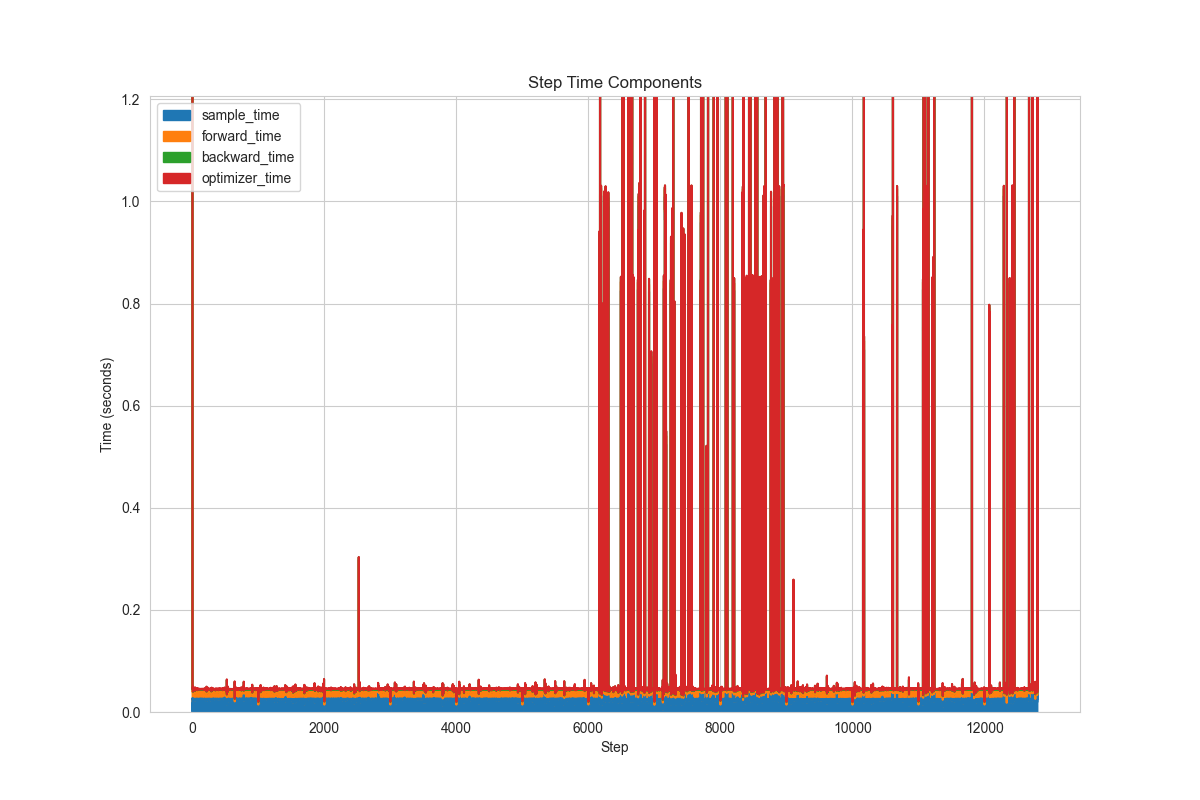 Step Time Components
1.2
1.0
0.8
0.6
0.4
0.2
0.0
Time (seconds)
sample_time
forward_time
backward_time
optimizer_time
0 2000 4000 6000 8000 10000 12000
Step